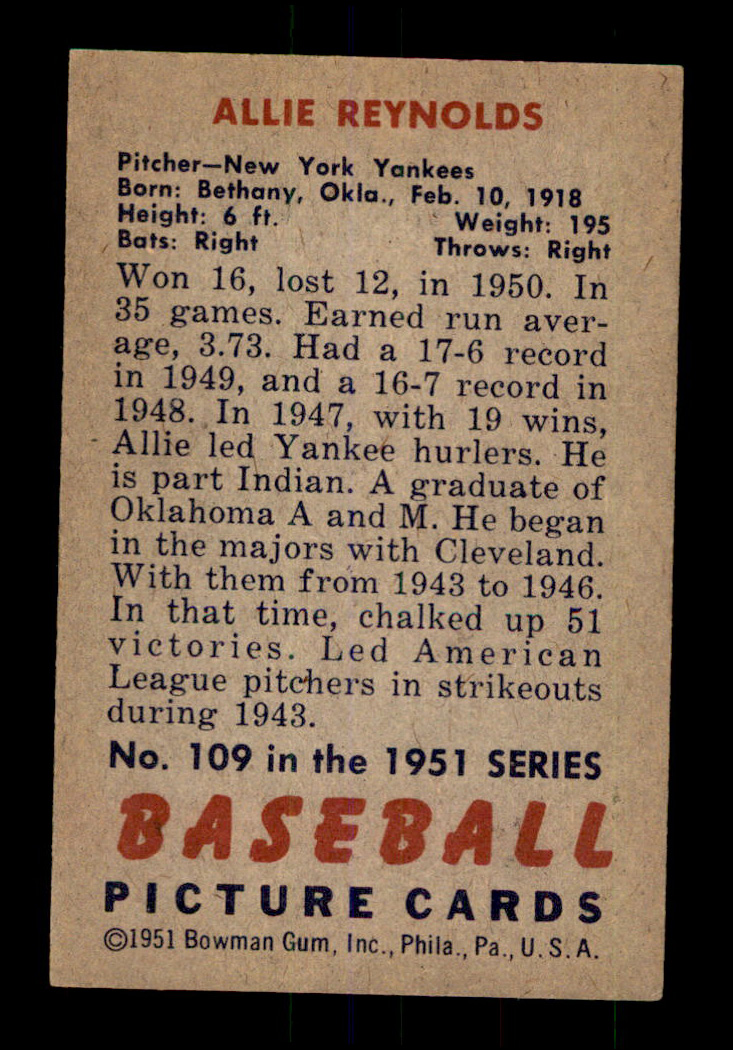 ALLIE REYNOLDS
Pitcher—New York Yankees
Born: Bethany, Okla., Feb. 10, 1918
Height: 6 ft. Weight: 195
Bats: Right Throws: Right
Won 16, lost 12, in 1950. In
35 games. Earned run aver-
age, 3.73. Had a 17-6 record
in 1949, and a 16-7 record in
1948. In 1947, with 19 wins,
Allie led Yankee hurlers. He
is part Indian. A graduate of
Oklahoma A and M. He began
in the majors with Cleveland.
With them from 1943 to 1946.
In that time, chalked up 51
victories. Led American
League pitchers in strikeouts
during 1943.
No. 109 in the 1951 SERIES
BASEBALL
PICTURE CARDS
©1951 Bowman Gum, Inc., Phila., Pa., U.S.A.